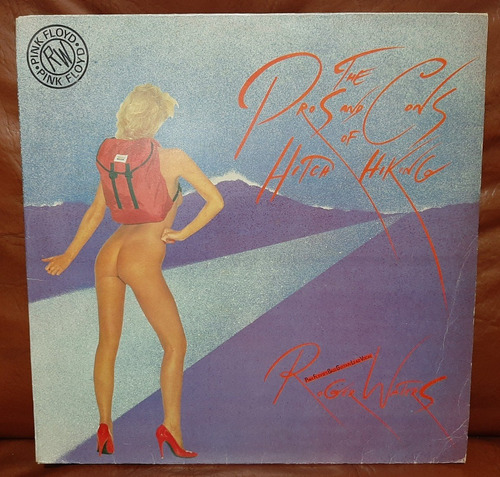 PINK FLOYD • PINK FLOYD •
RW
THE
PROS AND CONS
OF
HITCH HIKING
ROGER WATERS